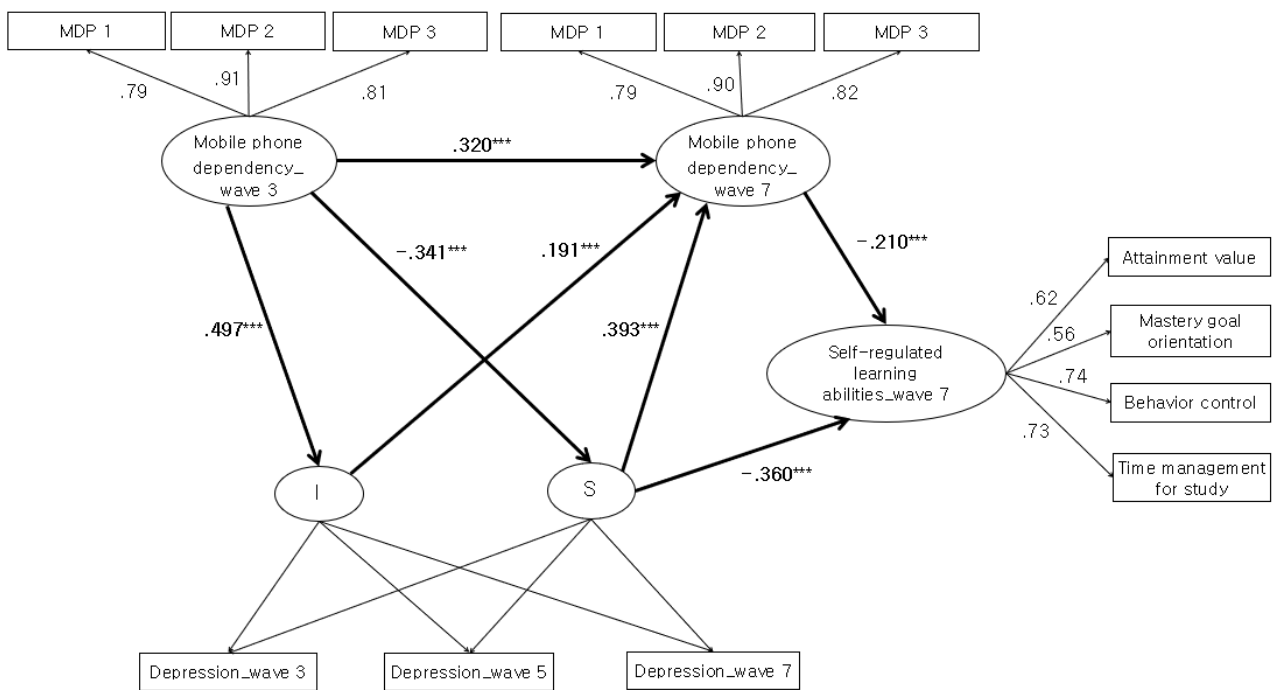 MDP 1
MDP 2
MDP 3
MDP 1
MDP 2
MDP 3
.79
.91
.81
.79
.90
.82
Mobile phone
dependency_
wave 3
.320***
Mobile phone
dependency_
wave 7
-.341***
.191***
-.210***
.497***
.393***
Attainment value
.62
Mastery goal
orientation
.56
Self-regulated
learning
abilities_wave 7
.74
Behavior control
.73
Time management
for study
-.360***
I
S
Depression_wave 3
Depression_wave 5
Depression_wave 7